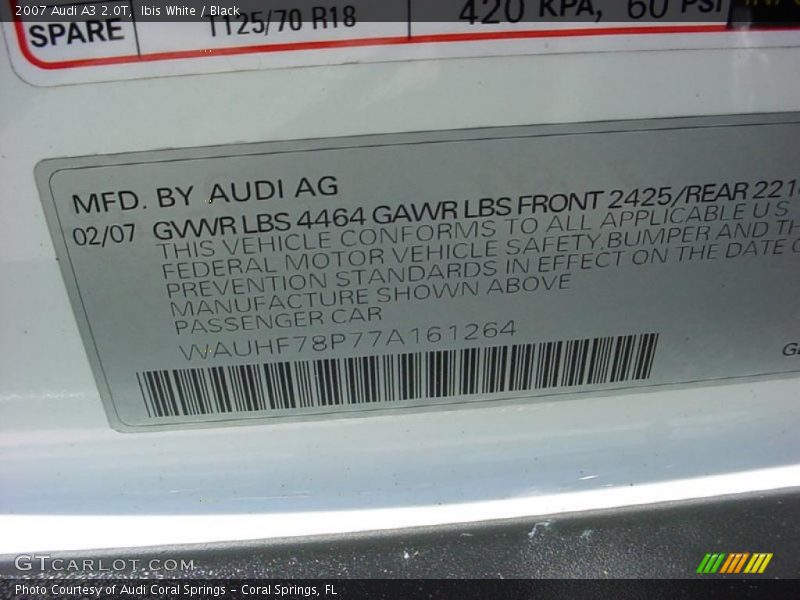 2007 Audi A3 2.0T, Ibis White / Black
SPARE T125/70 R18 420 KPA, 60 PSI
MFD. BY AUDI AG
02/07 GVWR LBS 4464 GAWR LBS FRONT 2425/REAR
THIS VEHICLE CONFORMS TO ALL APPLICABLE U S
FEDERAL MOTOR VEHICLE SAFETY, BUMPER AND
PREVENTION STANDARDS IN EFFECT ON THE DATE
MANUFACTURE SHOWN ABOVE
PASSENGER CAR
WAUHF78P77A161264
GTCARLOT.COM
Photo Courtesy of Audi Coral Springs - Coral Springs, FL